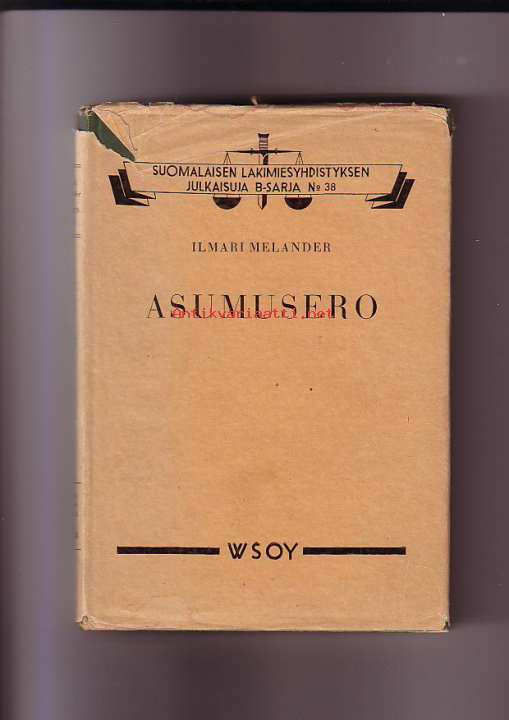 SUOMALAISEN LAKIMIESYHDISTYKSEN
JULKAISUJA B-SARJA № 38
ILMARI MELANDER
ASUMUSERO
Antikvariaatti.net
WSOY